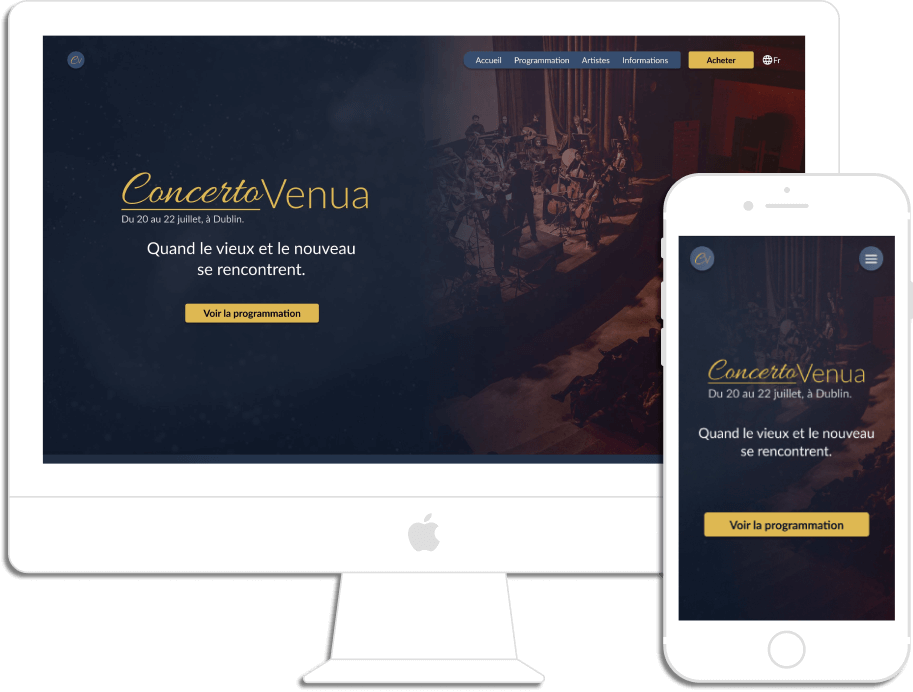 CV
Accueil Programmation Artistes Informations Acheter Fr
ConcertoVenua
Du 20 au 22 juillet, à Dublin.
Quand le vieux et le nouveau
se rencontrent.
Voir la programmation
CV
ConcertoVenua
Du 20 au 22 juillet, à Dublin.
Quand le vieux et le nouveau
se rencontrent.
Voir la programmation